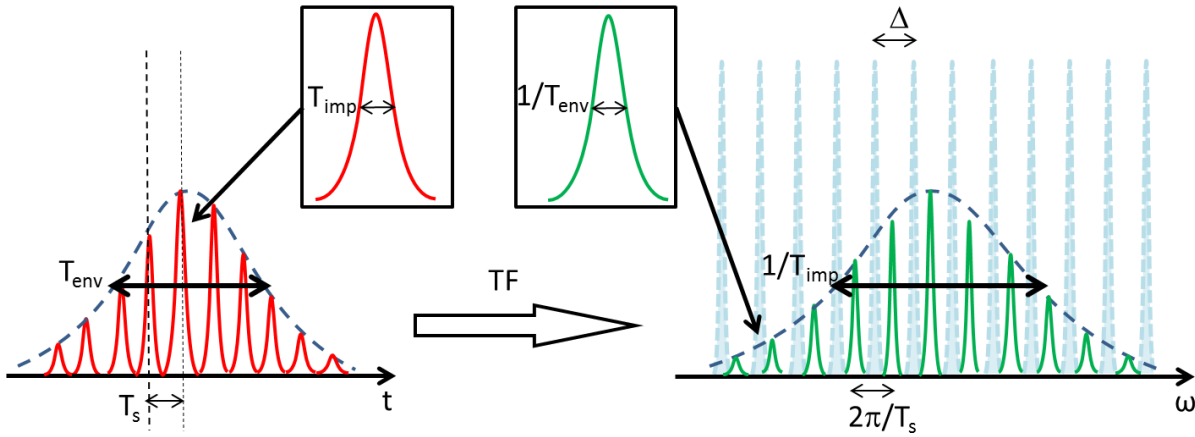 T_imp
1/T_env
Δ
T_env
TF
1/T_imp
T_s
t
2π/T_s
ω